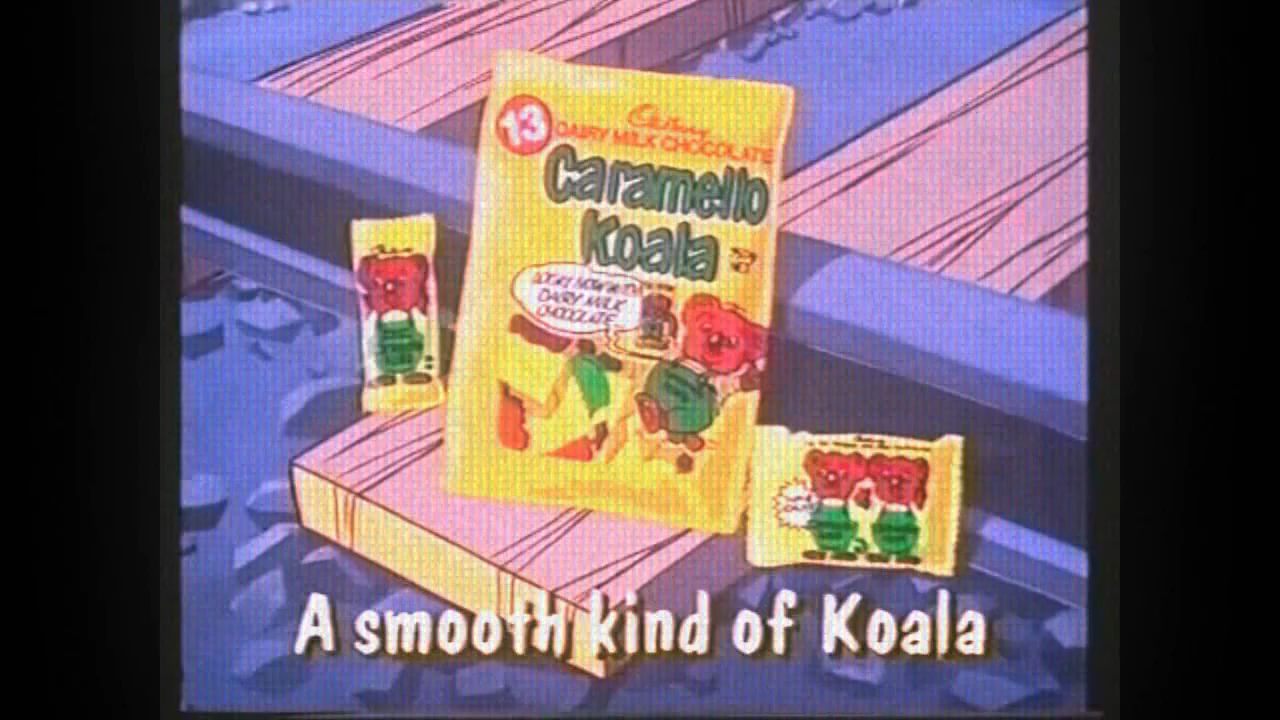 13
Cadbury
DAIRY MILK CHOCOLATE
Caramello
Koala
DAIRY MILK
CHOCOLATE
A smooth kind of Koala